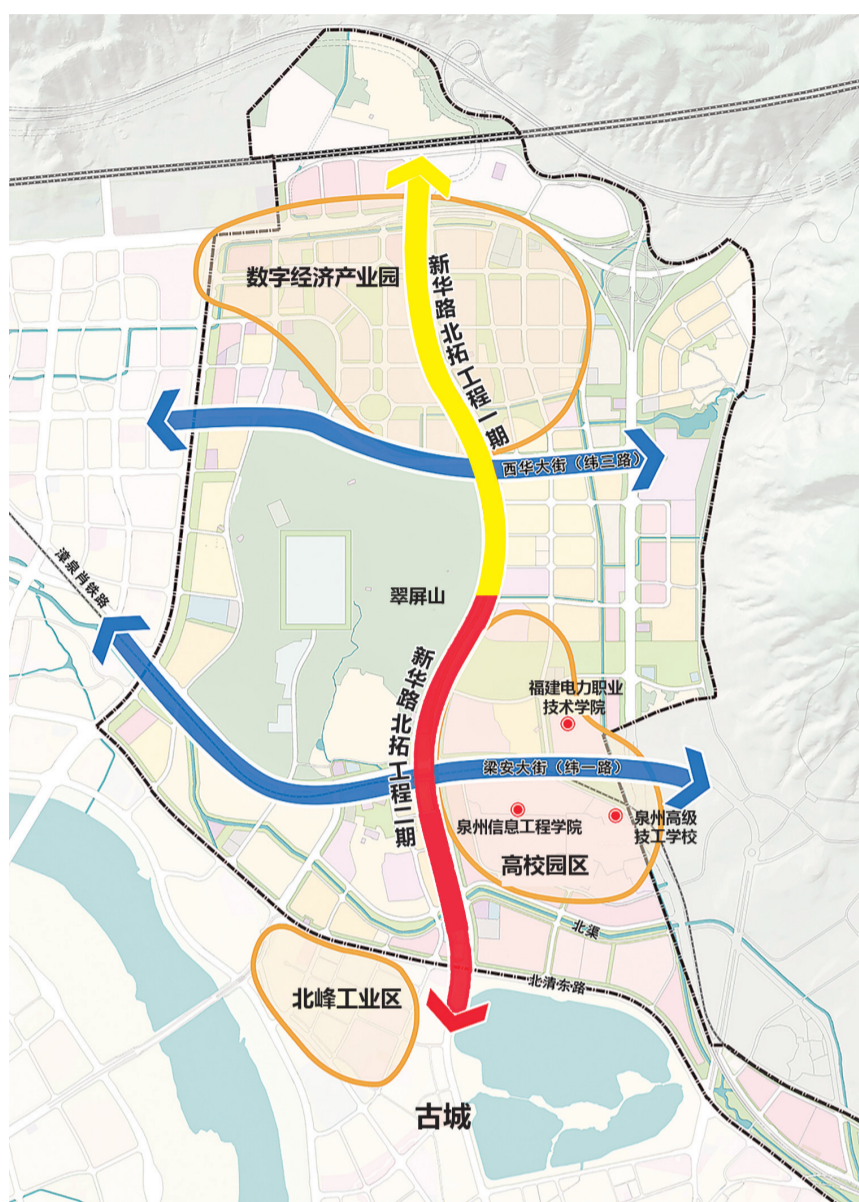 数字经济产业园
新华路北拓工程一期
西华大街（纬三路）
漳泉肖铁路
翠屏山
新华路北拓工程二期
福建电力职业
技术学院
梁安大街（纬一路）
泉州信息工程学院
泉州高级
技工学校
高校园区
北渠
北清东路
北峰工业区
古城